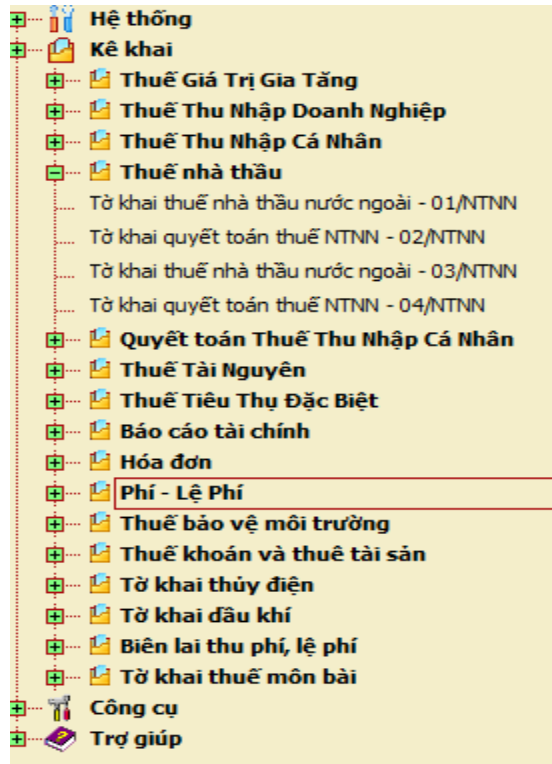 Hệ thống
Kê khai
Thuế Giá Trị Gia Tăng
Thuế Thu Nhập Doanh Nghiệp
Thuế Thu Nhập Cá Nhân
Thuế nhà thầu
Tờ khai thuế nhà thầu nước ngoài - 01/NTNN
Tờ khai quyết toán thuế NTNN - 02/NTNN
Tờ khai thuế nhà thầu nước ngoài - 03/NTNN
Tờ khai quyết toán thuế NTNN - 04/NTNN
Quyết toán Thuế Thu Nhập Cá Nhân
Thuế Tài Nguyên
Thuế Tiêu Thụ Đặc Biệt
Báo cáo tài chính
Hóa đơn
Phí - Lệ Phí
Thuế bảo vệ môi trường
Thuế khoán và thuê tài sản
Tờ khai thủy điện
Tờ khai dầu khí
Biên lai thu phí, lệ phí
Tờ khai thuế môn bài
Công cụ
Trợ giúp